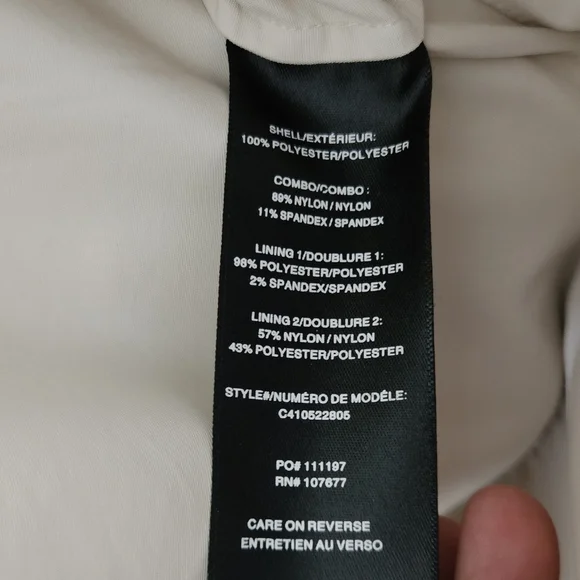 SHELL/EXTÉRIEUR:
100% POLYESTER/POLYESTER
COMBO/COMBO :
89% NYLON / NYLON
11% SPANDEX / SPANDEX
LINING 1/DOUBLURE 1:
98% POLYESTER/POLYESTER
2% SPANDEX/SPANDEX
LINING 2/DOUBLURE 2:
57% NYLON / NYLON
43% POLYESTER/POLYESTER
STYLE#/NUMÉRO DE MODÉLE:
C410522805
PO# 111197
RN# 107677
CARE ON REVERSE
ENTRETIEN AU VERSO